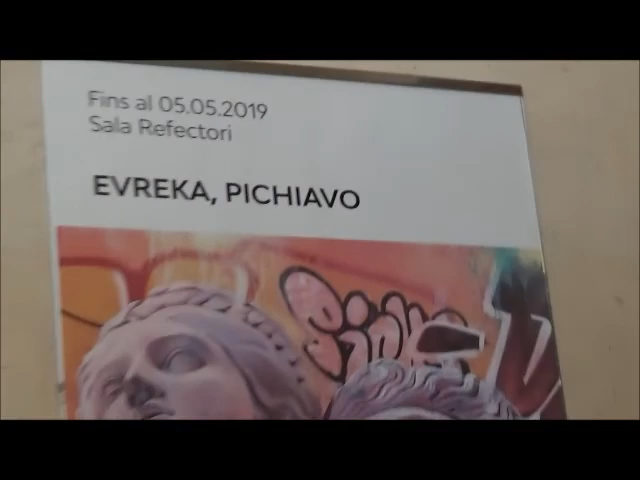 Fins al 05.05.2019
Sala Refectori
EVREKA, PICHIAVO